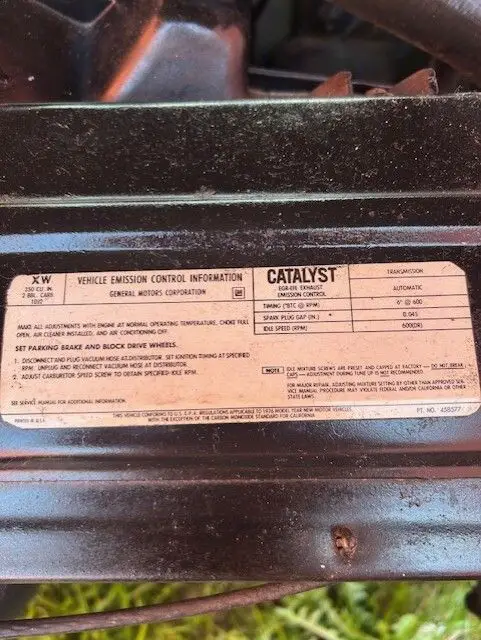 XW
350 CU. IN.
2 BBL. CARB.
VEHICLE EMISSION CONTROL INFORMATION
GENERAL MOTORS CORPORATION
GM
CATALYST
EGR-EFE EXHAUST
EMISSION CONTROL
TRANSMISSION
AUTOMATIC
TIMING (°BTC @ RPM) 6° @ 600
SPARK PLUG GAP (IN.) 0.045
IDLE SPEED (RPM) 600(DR)
MAKE ALL ADJUSTMENTS WITH ENGINE AT NORMAL OPERATING TEMPERATURE, CHOKE FULL
OPEN, AIR CLEANER INSTALLED, AND AIR CONDITIONING OFF.
SET PARKING BRAKE AND BLOCK DRIVE WHEELS.
1. DISCONNECT AND PLUG VACUUM HOSE AT DISTRIBUTOR. SET IGNITION TIMING AT SPECIFIED
RPM. UNPLUG AND RECONNECT VACUUM HOSE AT DISTRIBUTOR.
2. ADJUST CARBURETOR SPEED SCREW TO OBTAIN SPECIFIED IDLE RPM.
NOTE IDLE MIXTURE SCREWS ARE PRESET AND CAPPED AT FACTORY — DO NOT BREAK
CAPS — ADJUSTMENT DURING TUNE UP IS NOT RECOMMENDED.
FOR MAJOR REPAIR, ADJUSTING MIXTURE SETTING BY OTHER THAN APPROVED SER-
VICE MANUAL PROCEDURE MAY VIOLATE FEDERAL AND/OR CALIFORNIA OR OTHER
STATE LAWS.
SEE SERVICE MANUAL FOR ADDITIONAL INFORMATION.
THIS VEHICLE CONFORMS TO U.S. E.P.A. REGULATIONS APPLICABLE TO 1976 MODEL YEAR NEW MOTOR VEHICLES
WITH THE EXCEPTION OF THE CARBON MONOXIDE STANDARD FOR CALIFORNIA.
PRINTED IN U.S.A.
PT. NO. 458577